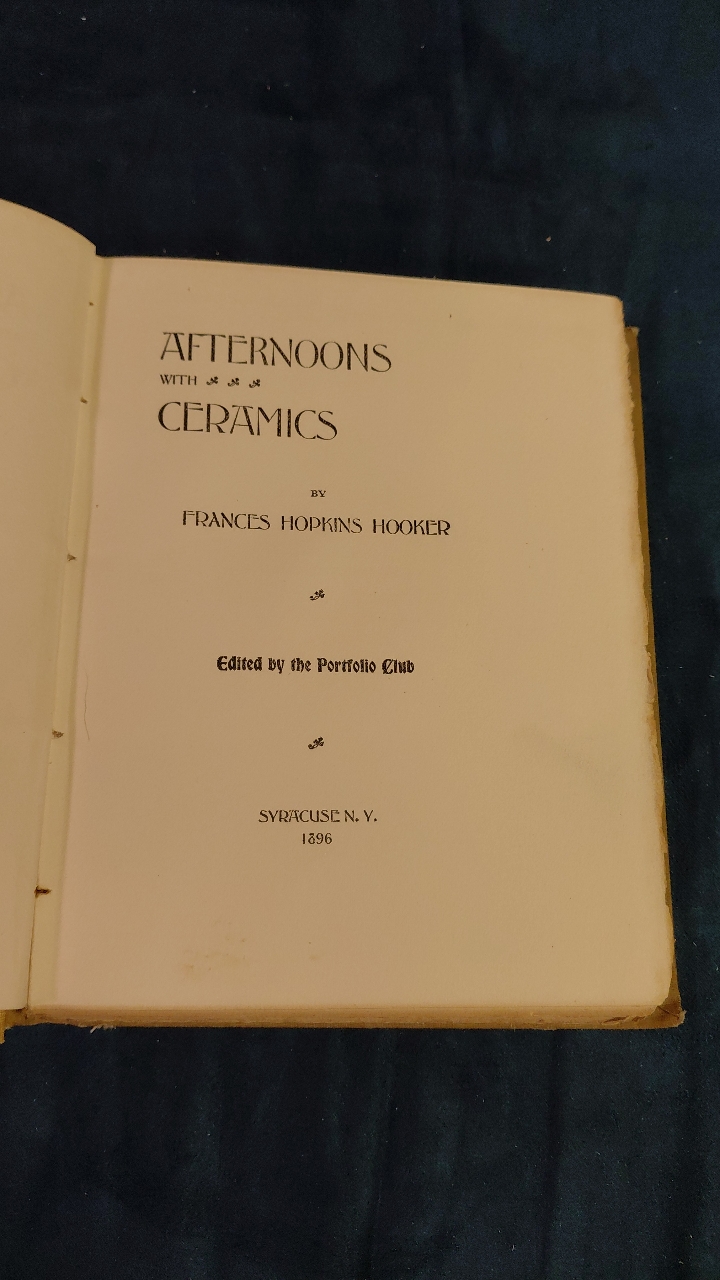 AFTERNOONS
WITH
CERAMICS
BY
FRANCES HOPKINS HOOKER
Edited by the Portfolio Club
SYRACUSE N. Y.
1896